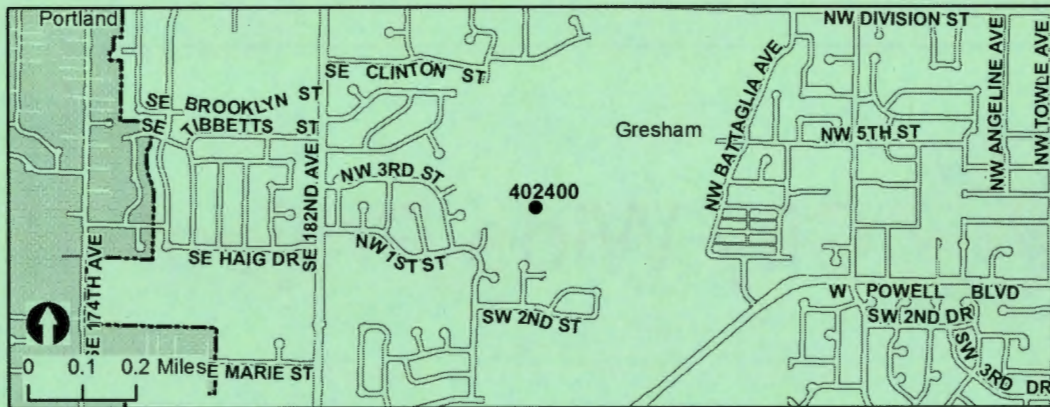 Portland
NW DIVISION ST
SE CLINTON ST
SE BROOKLYN ST
SE TIBBETTS ST
Gresham
NW BATTAGLIA AVE
NW 5TH ST
NW ANGELINE AVE
NW TOWLE AVE
SE 182ND AVE
NW 3RD ST
402400
NW 1ST ST
SE HAIG DR
SE 174TH AVE
W POWELL BLVD
SW 2ND ST
SW 2ND DR
SW 3RD DR
0 0.1 0.2 Miles
E MARIE ST